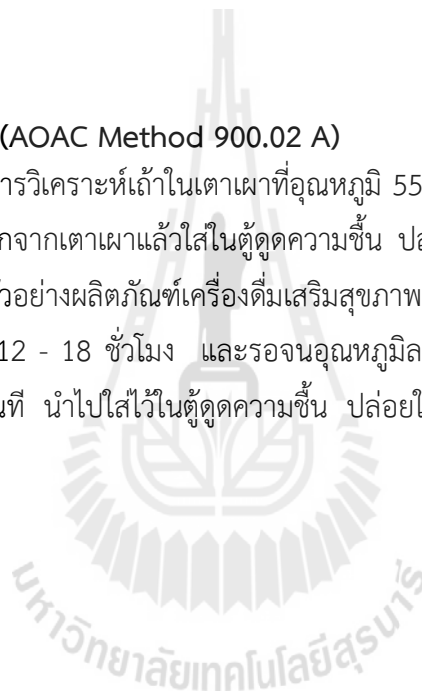 (AOAC Method 900.02 A)
ารวิเคราะห์เถ้าในเตาเผาที่อุณหภูมิ 55
กจากเตาเผาแล้วใส่ในตู้ดูดความชื้น ปล
ัวอย่างผลิตภัณฑ์เครื่องดื่มเสริมสุขภาพ
12 - 18 ชั่วโมง และรอจนอุณหภูมิล
นที นำไปใส่ไว้ในตู้ดูดความชื้น ปล่อยใ
มหาวิทยาลัยเทคโนโลยีสุรนารี